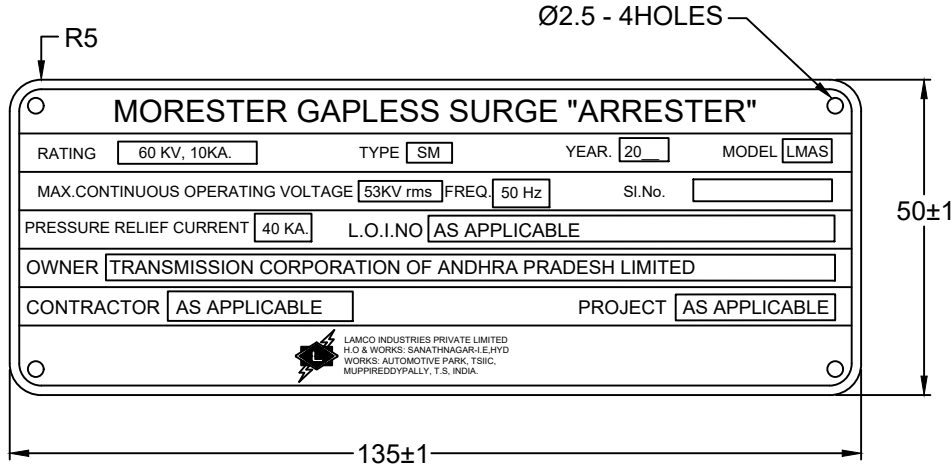 Ø2.5 - 4HOLES
R5
MORESTER GAPLESS SURGE "ARRESTER"
RATING 60 KV, 10KA. TYPE SM YEAR. 20__ MODEL LMAS
MAX.CONTINUOUS OPERATING VOLTAGE 53KV rms FREQ. 50 Hz Sl.No.
PRESSURE RELIEF CURRENT 40 KA. L.O.I.NO AS APPLICABLE
50±1
OWNER TRANSMISSION CORPORATION OF ANDHRA PRADESH LIMITED
CONTRACTOR AS APPLICABLE PROJECT AS APPLICABLE
L
LAMCO INDUSTRIES PRIVATE LIMITED
H.O & WORKS: SANATHNAGAR-I.E,HYD
WORKS: AUTOMOTIVE PARK, TSIIC,
MUPPIREDDYPALLY, T.S, INDIA.
135±1